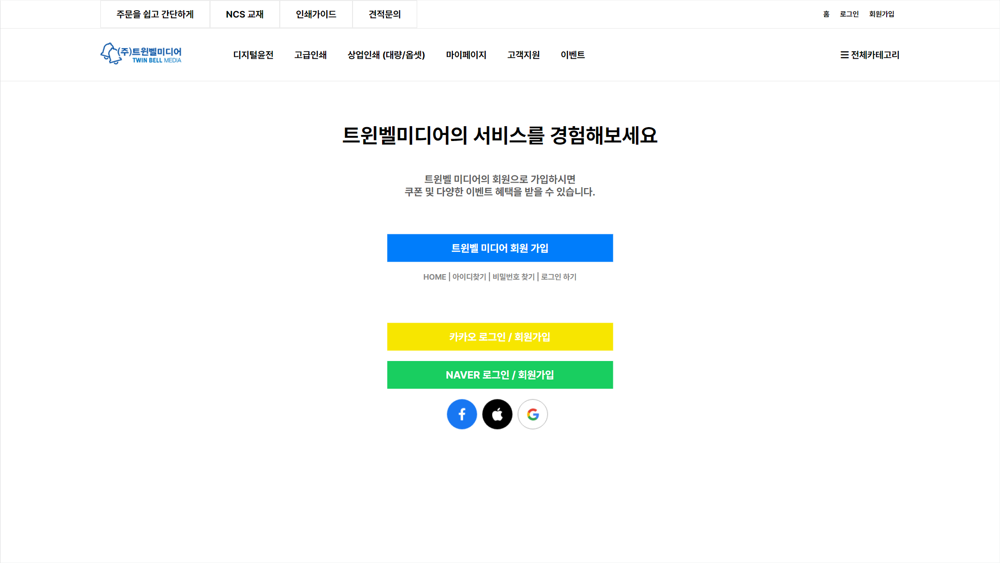 주문을 쉽고 간단하게 NCS 교재 인쇄가이드 견적문의 홈 로그인 회원가입
(주)트윈벨미디어
TWIN BELL MEDIA
디지털윤전 고급인쇄 상업인쇄 (대량/옵셋) 마이페이지 고객지원 이벤트 전체카테고리
트윈벨미디어의 서비스를 경험해보세요
트윈벨 미디어의 회원으로 가입하시면
쿠폰 및 다양한 이벤트 혜택을 받을 수 있습니다.
트윈벨 미디어 회원 가입
HOME | 아이디찾기 | 비밀번호 찾기 | 로그인 하기
카카오 로그인 / 회원가입
NAVER 로그인 / 회원가입